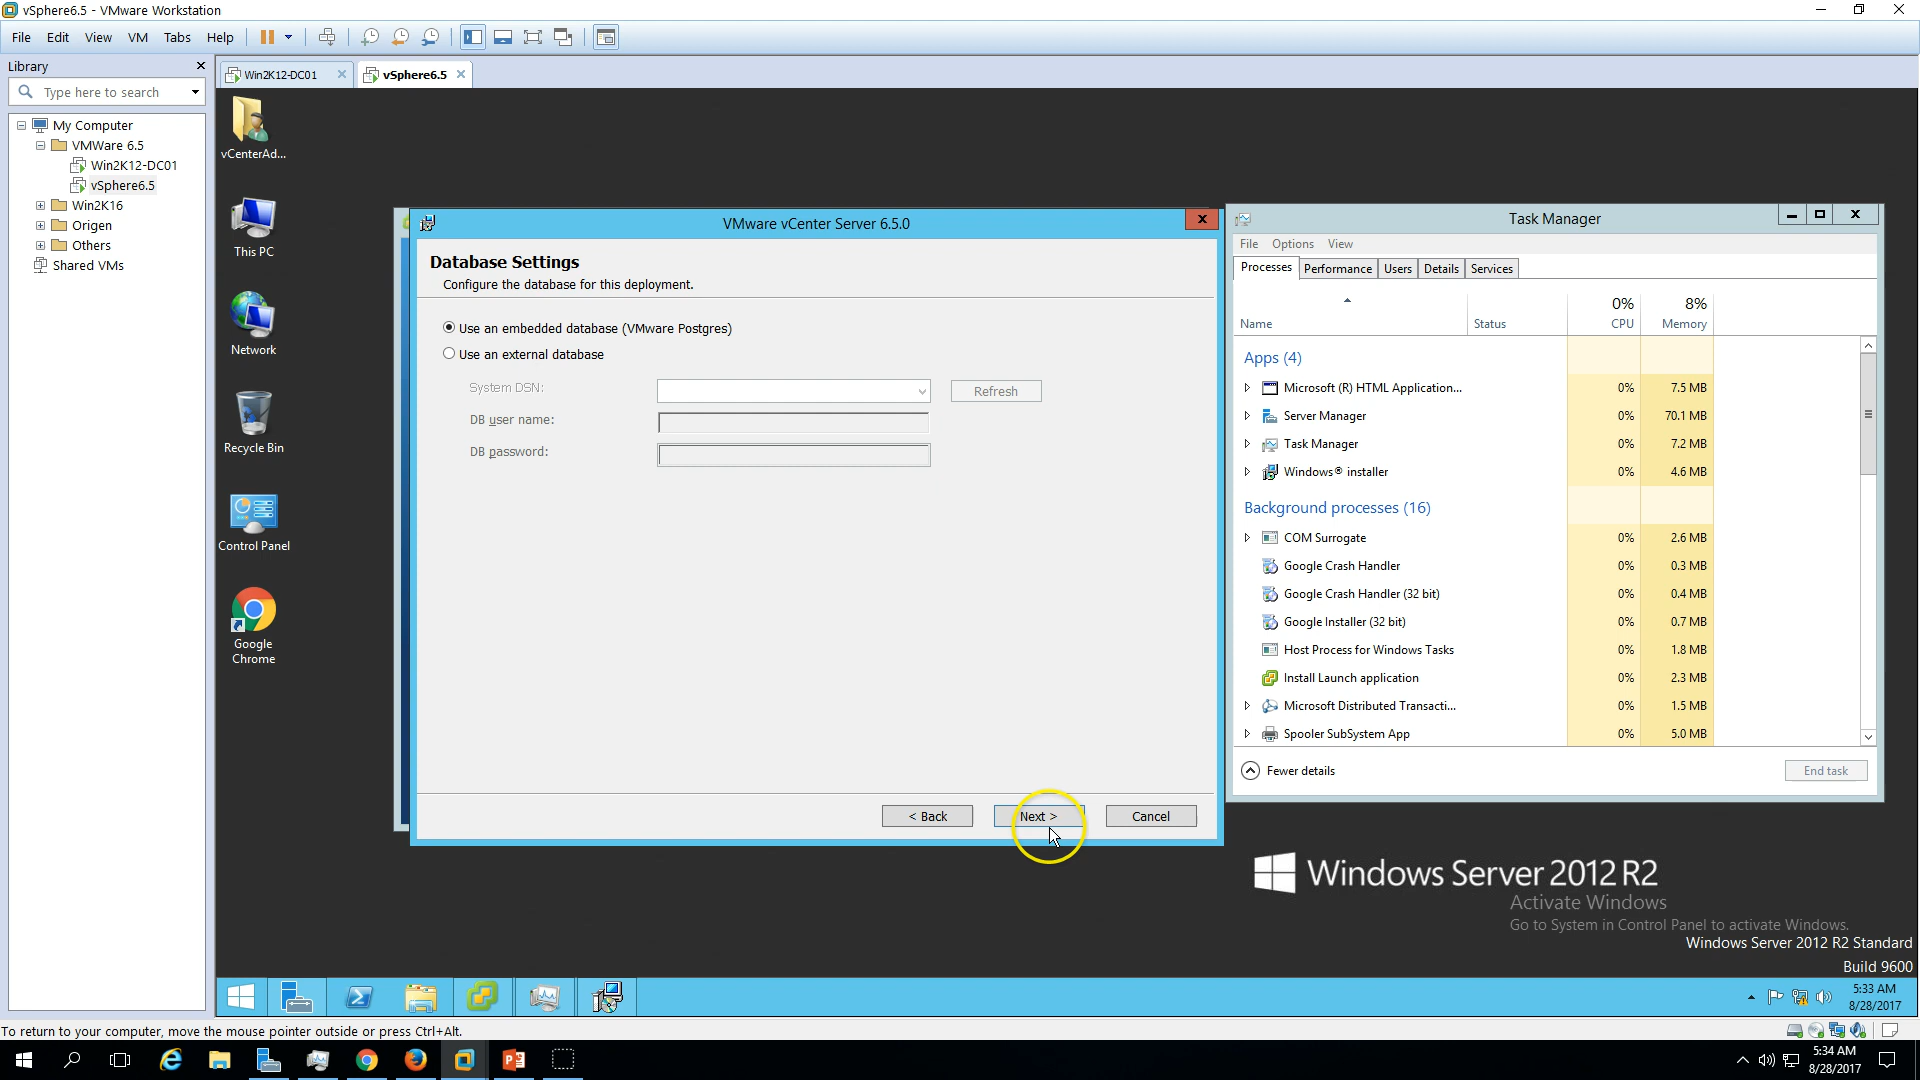 vSphere6.5 - VMware Workstation
File Edit View VM Tabs Help
Library
Type here to search
My Computer
VMWare 6.5
Win2K12-DC01
vSphere6.5
Win2K16
Origen
Others
Shared VMs
Win2K12-DC01 vSphere6.5
vCenterAd...
This PC
Network
Recycle Bin
Control Panel
Google
Chrome
VMware vCenter Server 6.5.0
Database Settings
Configure the database for this deployment.
Use an embedded database (VMware Postgres)
Use an external database
System DSN:
Refresh
DB user name:
DB password:
< Back
Next >
Cancel
Task Manager
File Options View
Processes Performance Users Details Services
0% 8%
Name Status CPU Memory
Apps (4)
Microsoft (R) HTML Application... 0% 7.5 MB
Server Manager 0% 70.1 MB
Task Manager 0% 7.2 MB
Windows® installer 0% 4.6 MB
Background processes (16)
COM Surrogate 0% 2.6 MB
Google Crash Handler 0% 0.3 MB
Google Crash Handler (32 bit) 0% 0.4 MB
Google Installer (32 bit) 0% 0.7 MB
Host Process for Windows Tasks 0% 1.8 MB
Install Launch application 0% 2.3 MB
Microsoft Distributed Transacti... 0% 1.5 MB
Spooler SubSystem App 0% 5.0 MB
Fewer details
End task
Windows Server 2012 R2
Activate Windows
Go to System in Control Panel to activate Windows.
Windows Server 2012 R2 Standard
Build 9600
5:33 AM
8/28/2017
To return to your computer, move the mouse pointer outside or press Ctrl+Alt.
5:34 AM
8/28/2017